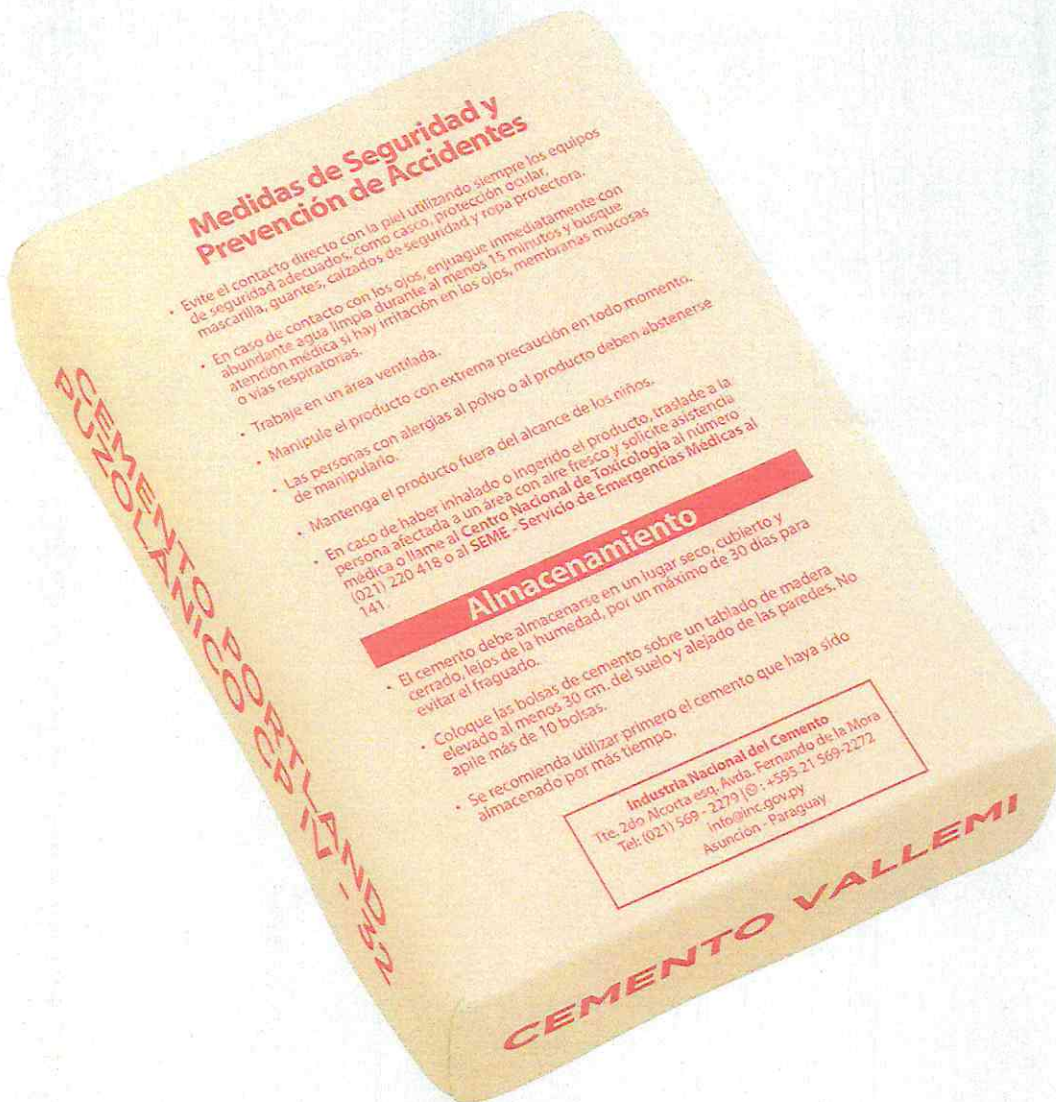 Medidas de Seguridad y
Prevención de Accidentes
• Evite el contacto directo con la piel utilizando siempre los equipos
de seguridad adecuados, como casco, protección ocular,
mascarilla, guantes, calzados de seguridad y ropa protectora.
• En caso de contacto con los ojos, enjuague inmediatamente con
abundante agua limpia durante al menos 15 minutos y busque
atención médica si hay irritación en los ojos, membranas mucosas
o vías respiratorias.
• Trabaje en un área ventilada.
• Manipule el producto con extrema precaución en todo momento.
• Las personas con alergias al polvo o al producto deben abstenerse
de manipularlo.
• Mantenga el producto fuera del alcance de los niños.
• En caso de haber inhalado o ingerido el producto, traslade a la
persona afectada a un área con aire fresco y solicite asistencia
médica o llame al Centro Nacional de Toxicología al número
(021) 220 418 o al SEME - Servicio de Emergencias Médicas al
141.
Almacenamiento
• El cemento debe almacenarse en un lugar seco, cubierto y
cerrado, lejos de la humedad, por un máximo de 30 días para
evitar el fraguado.
• Coloque las bolsas de cemento sobre un tablado de madera
elevado al menos 30 cm. del suelo y alejado de las paredes. No
apile más de 10 bolsas.
• Se recomienda utilizar primero el cemento que haya sido
almacenado por más tiempo.
Industria Nacional del Cemento
Tte. 2do Alcorta esq. Avda. Fernando de la Mora
Tel: (021) 569 - 2279 | : +595 21 569-2272
info@inc.gov.py
Asunción - Paraguay
CEMENTO PORTLAND
PUZOLÁNICO CP IV - 32
CEMENTO VALLEMI